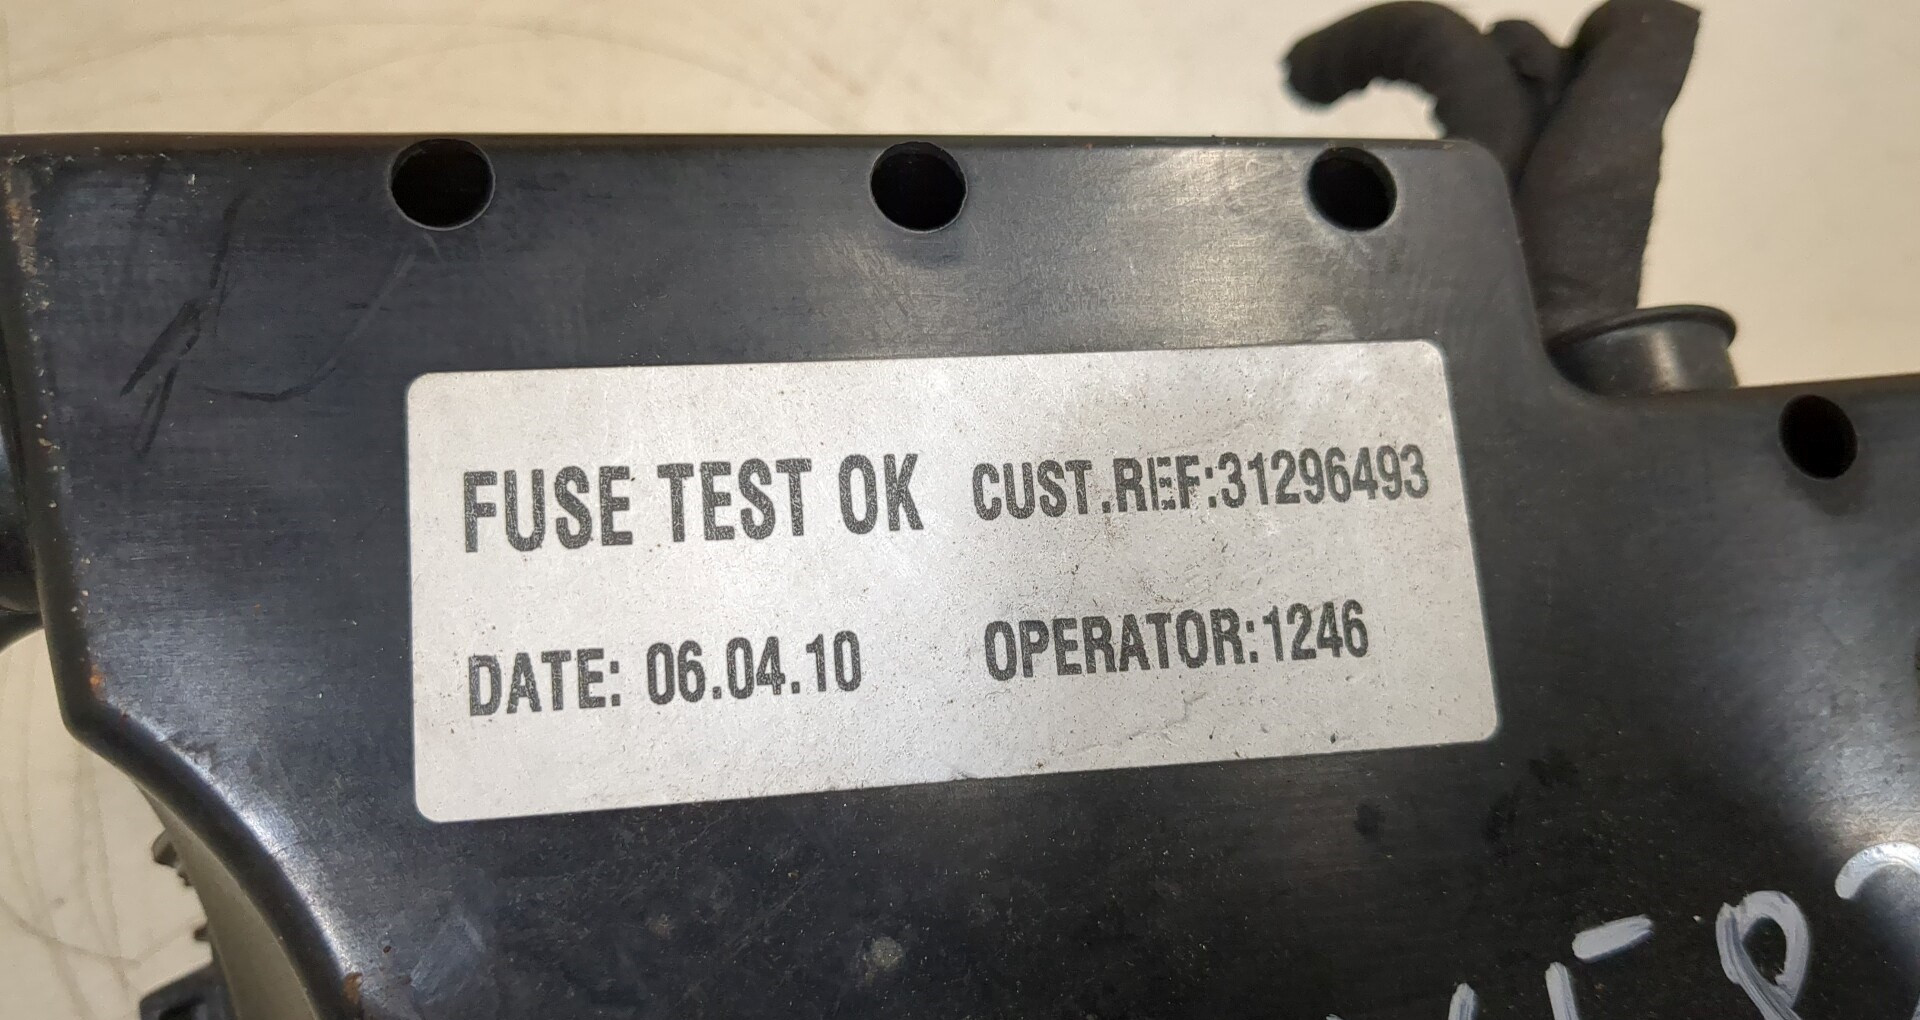 FUSE TEST OK CUST.REF:31296493
DATE: 06.04.10 OPERATOR:1246